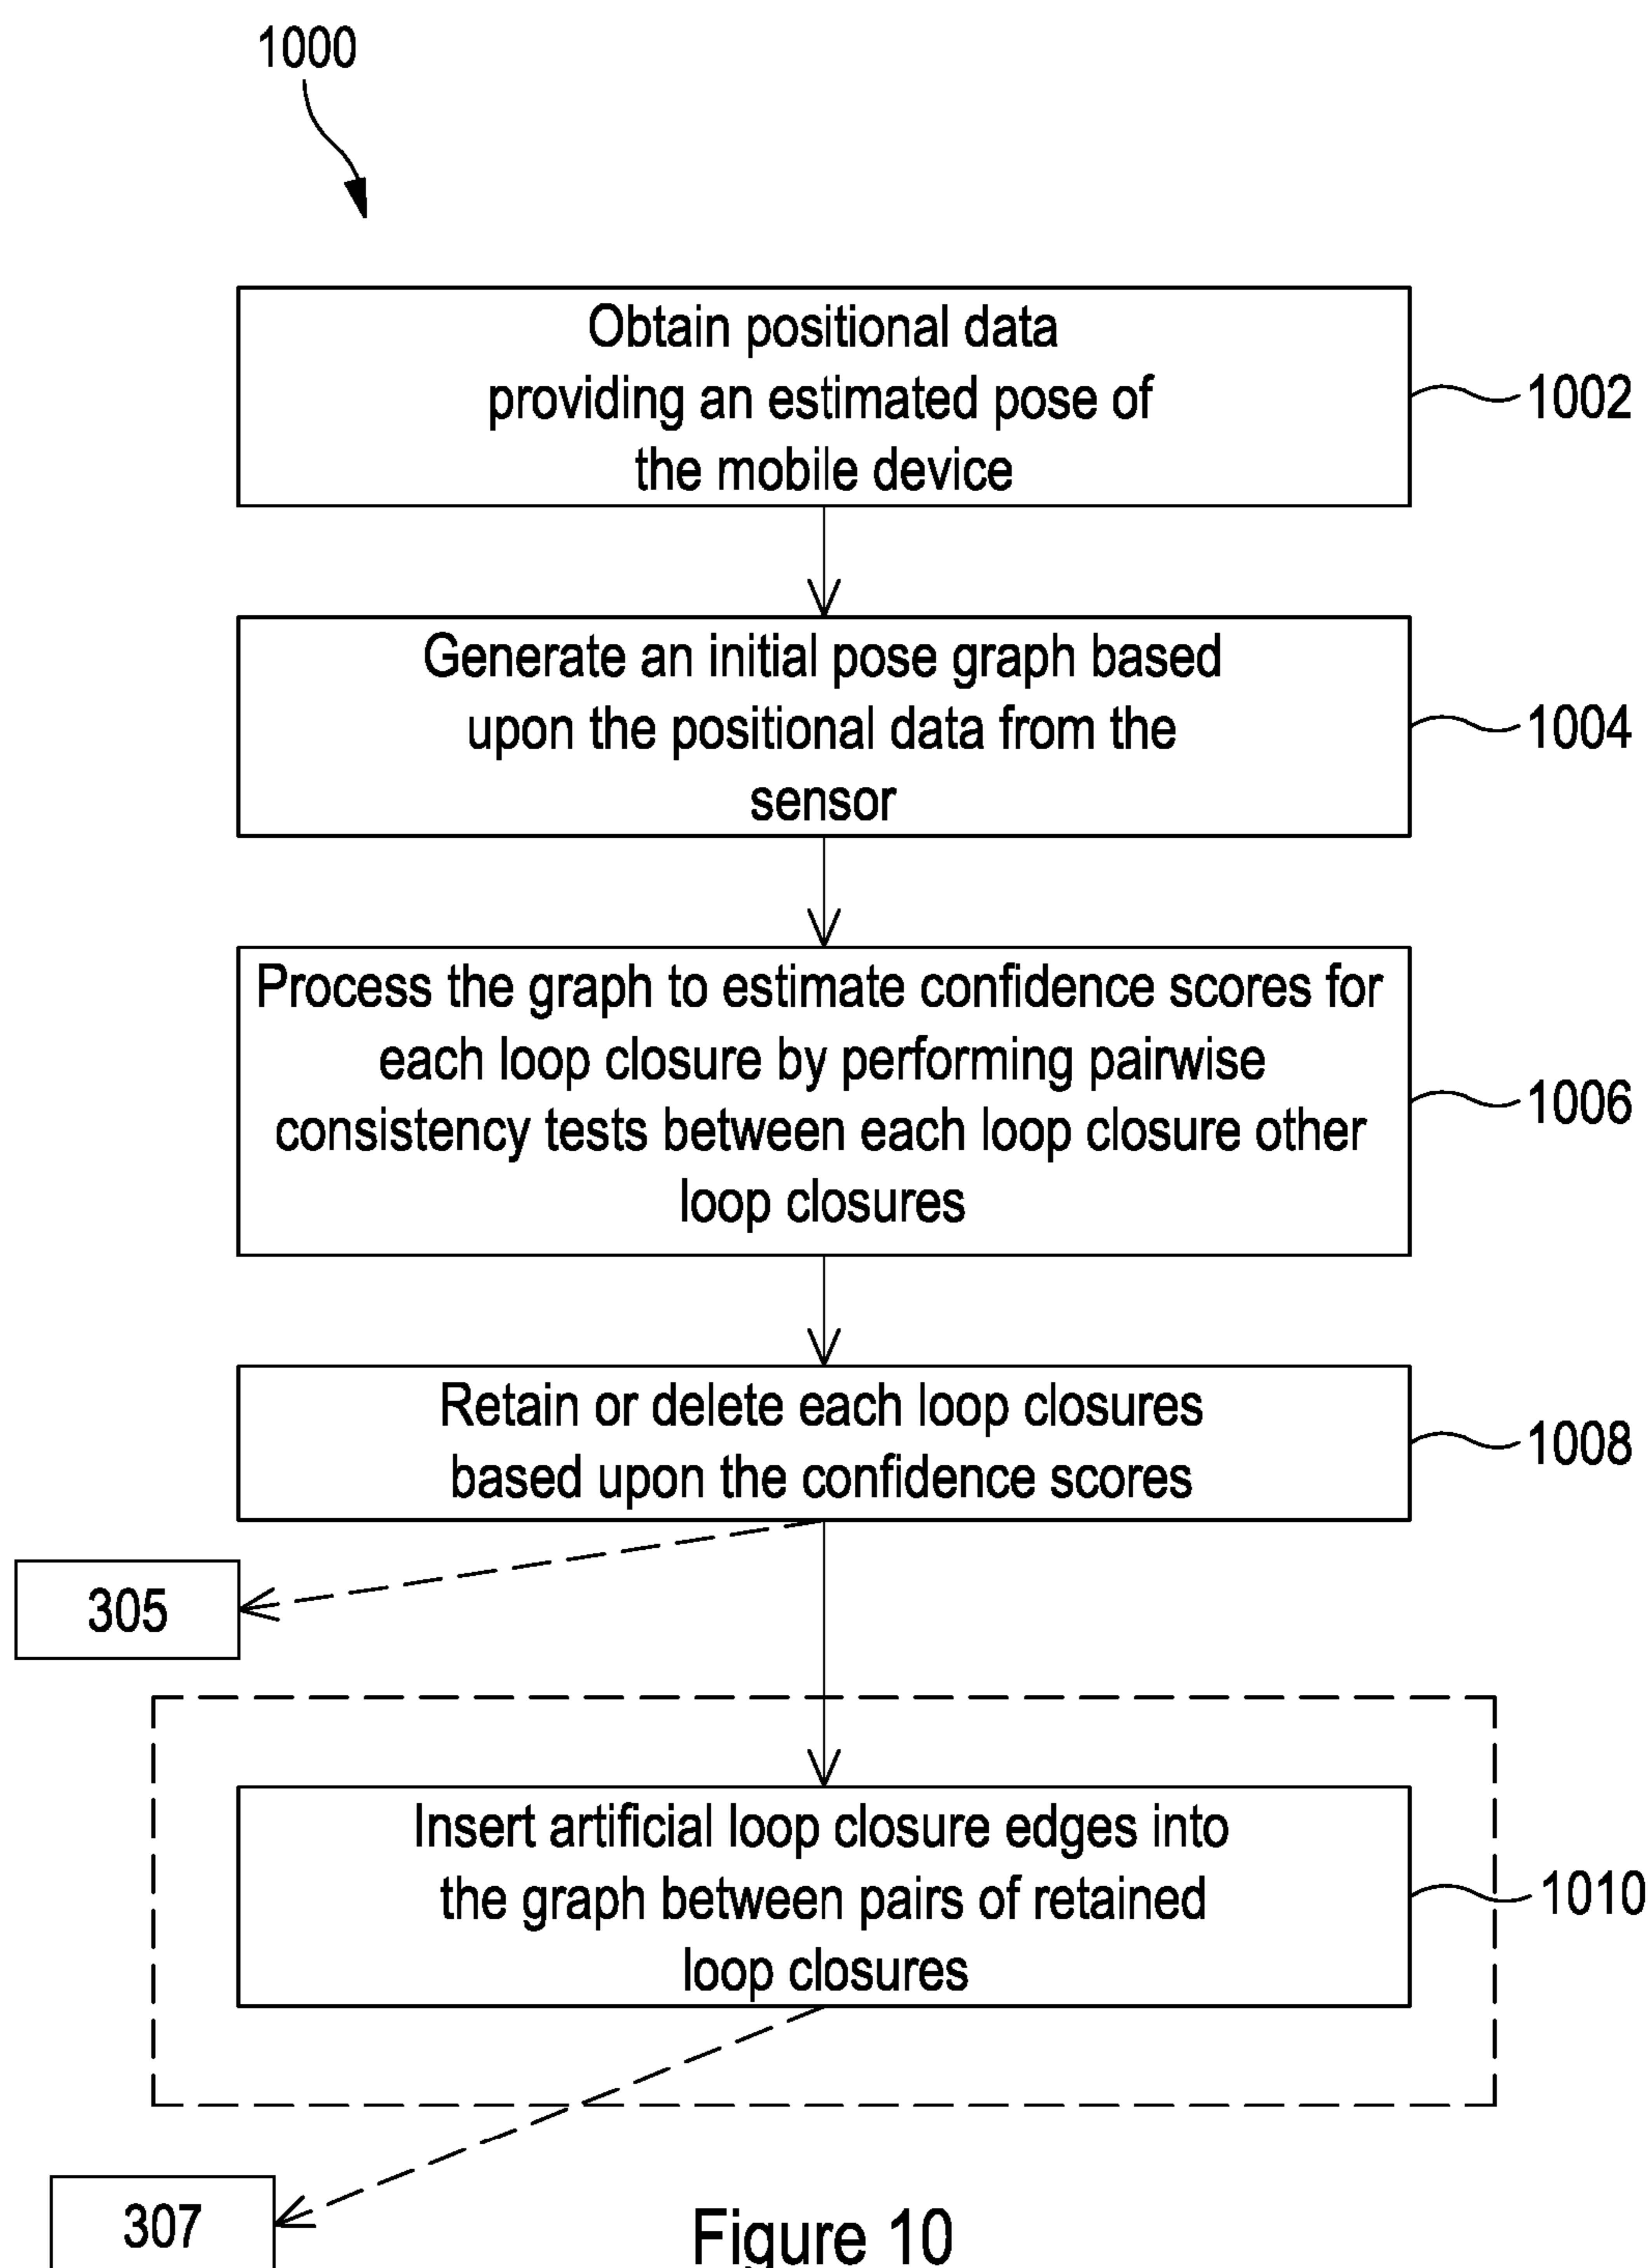 1000
Obtain positional data
providing an estimated pose of
the mobile device
1002
Generate an initial pose graph based
upon the positional data from the
sensor
1004
Process the graph to estimate confidence scores for
each loop closure by performing pairwise
consistency tests between each loop closure other
loop closures
1006
Retain or delete each loop closures
based upon the confidence scores
1008
305
Insert artificial loop closure edges into
the graph between pairs of retained
loop closures
1010
307
Figure 10